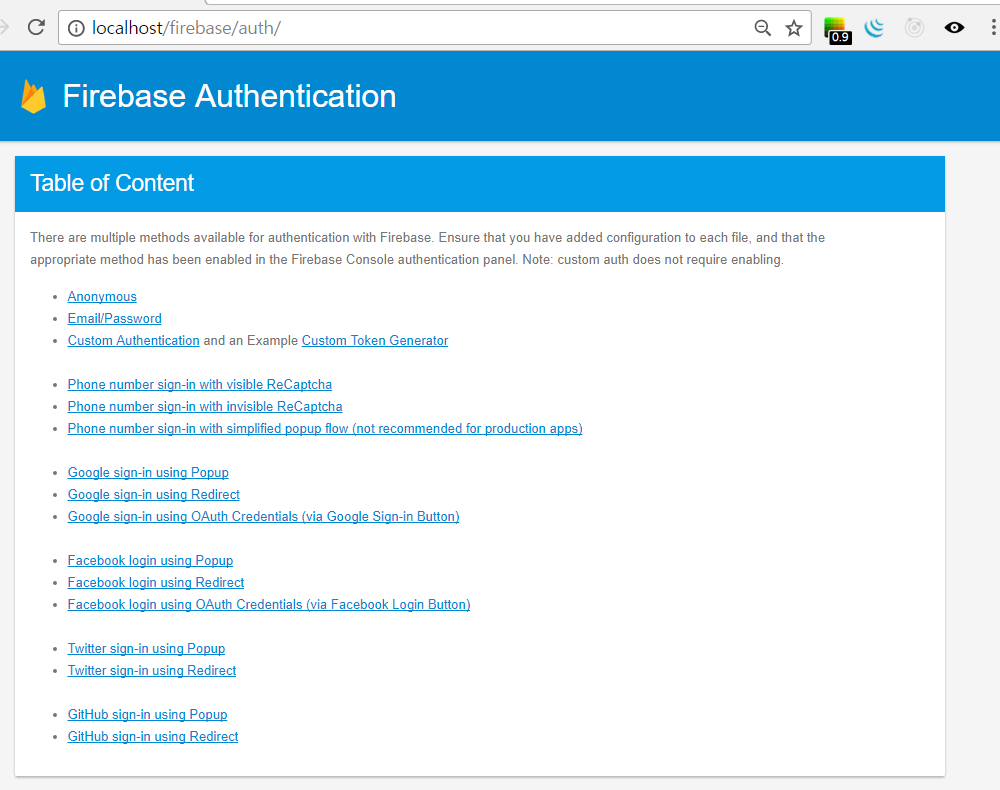 localhost/firebase/auth/
0.9
Firebase Authentication
Table of Content
There are multiple methods available for authentication with Firebase. Ensure that you have added configuration to each file, and that the
appropriate method has been enabled in the Firebase Console authentication panel. Note: custom auth does not require enabling.
Anonymous
Email/Password
Custom Authentication and an Example Custom Token Generator
Phone number sign-in with visible ReCaptcha
Phone number sign-in with invisible ReCaptcha
Phone number sign-in with simplified popup flow (not recommended for production apps)
Google sign-in using Popup
Google sign-in using Redirect
Google sign-in using OAuth Credentials (via Google Sign-in Button)
Facebook login using Popup
Facebook login using Redirect
Facebook login using OAuth Credentials (via Facebook Login Button)
Twitter sign-in using Popup
Twitter sign-in using Redirect
GitHub sign-in using Popup
GitHub sign-in using Redirect